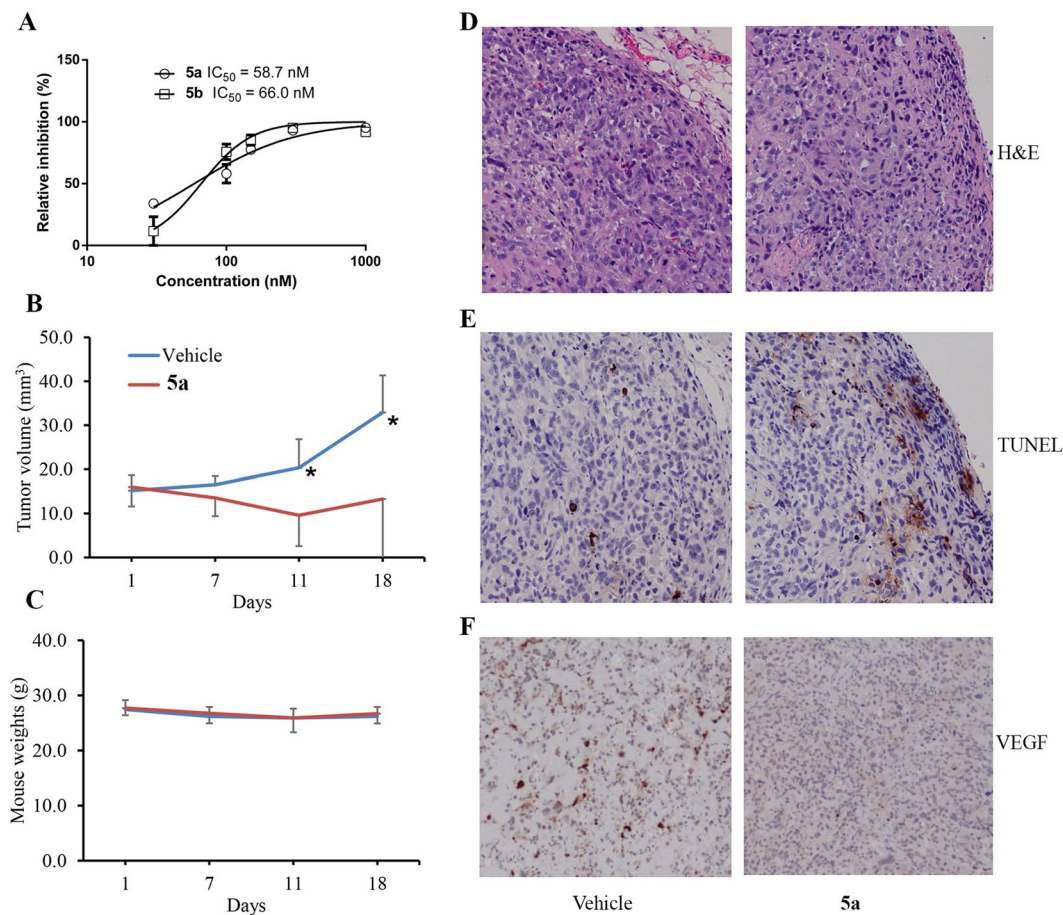 A
150
100
50
0
Relative inhibition (%)
5a IC50 = 58.7 nM
5b IC50 = 66.0 nM
10
100
1000
Concentration (nM)
B
50.0
40.0
30.0
20.0
10.0
0.0
Tumor volume (mm³)
Vehicle
5a
*
*
1
7
11
18
Days
C
40.0
30.0
20.0
10.0
0.0
Mouse weights (g)
1
7
11
18
Days
D
H&E
E
TUNEL
F
VEGF
Vehicle
5a